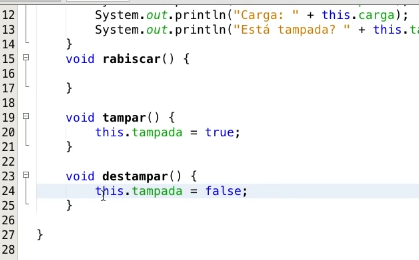 12 System.out.println("Carga: " + this.carga);
13 System.out.println("Está tampada? " + this.ta
14 }
15 void rabiscar() {
16
17 }
18
19 void tampar() {
20 this.tampada = true;
21 }
22
23 void destampar() {
24 this.tampada = false;
25 }
26
27 }
28